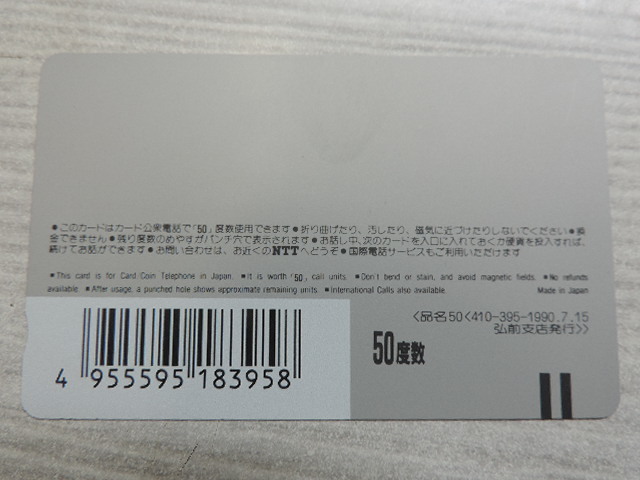 ●このカードはカード公衆電話で「50」度数使用できます●折り曲げたり、汚したり、磁気に近づけたりしないでください●換
金できません●残り度数のめやすがパンチ穴で表示されます●お話し中、次のカードを入口に入れておくか硬貨を投入すれば、
続けてお話ができます●お問い合わせは、お近くのNTTへどうぞ●国際電話サービスもご利用いただけます
●This card is for Card Coin Telephone in Japan. ●It is worth「50」call units. ●Don't bend or stain, and avoid magnetic fields. ●No refunds
available. ●After usage, a punched hole shows approximate remaining units. ●International Calls also available. Made in Japan
〈品名50〈410-395-1990.7.15
弘前支店発行〉〉
50度数
4 955595 183958